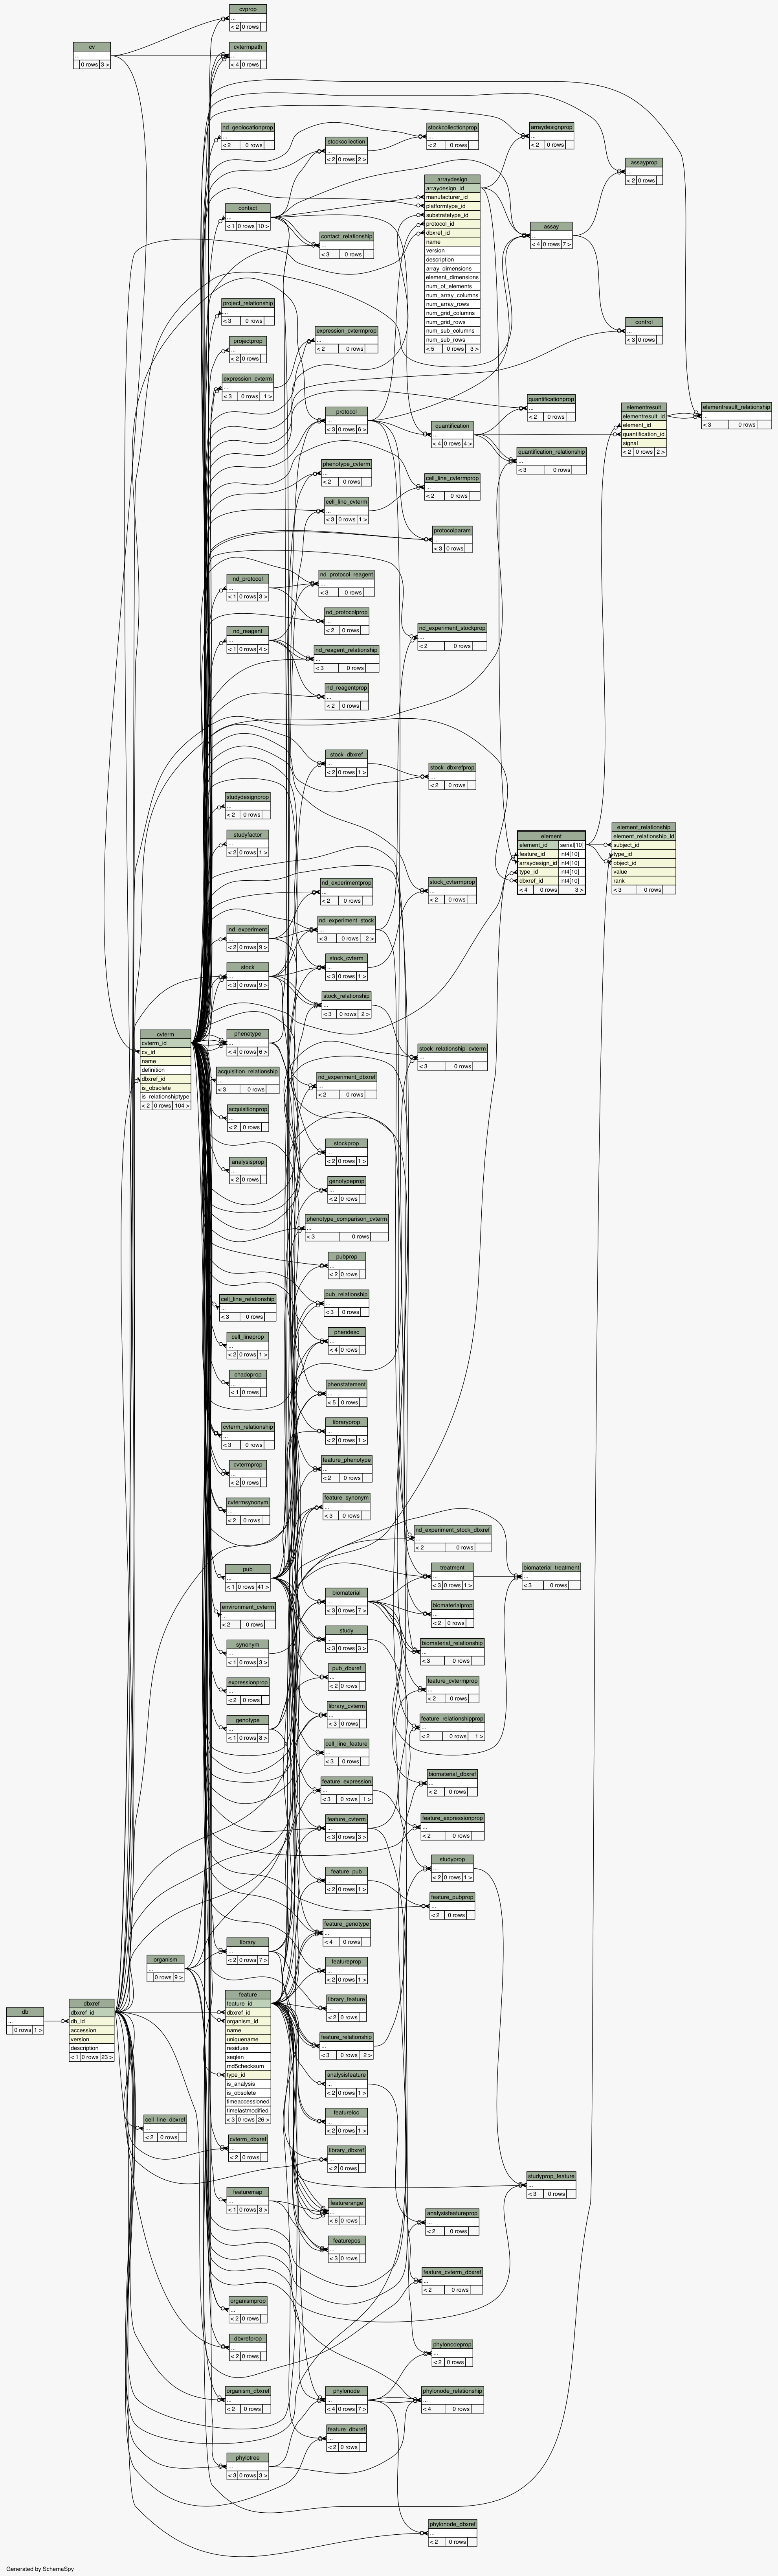 cvprop
...
< 2 0 rows
cv
...
0 rows 3 >
cvtermpath
...
< 4 0 rows
nd_geolocationprop
...
< 2 0 rows
stockcollection
...
< 2 0 rows 2 >
stockcollectionprop
...
< 2 0 rows
arraydesignprop
...
< 2 0 rows
assayprop
...
< 2 0 rows
arraydesign
arraydesign_id
manufacturer_id
platformtype_id
substratetype_id
protocol_id
dbxref_id
name
version
description
array_dimensions
element_dimensions
num_of_elements
num_array_columns
num_array_rows
num_grid_columns
num_grid_rows
num_sub_columns
num_sub_rows
< 5 0 rows 3 >
contact
...
< 1 0 rows 10 >
contact_relationship
...
< 3 0 rows
assay
...
< 4 0 rows 7 >
project_relationship
...
< 3 0 rows
projectprop
...
< 2 0 rows
expression_cvtermprop
...
< 2 0 rows
control
...
< 3 0 rows
expression_cvterm
...
< 3 0 rows 1 >
protocol
...
< 3 0 rows 6 >
quantification
...
< 4 0 rows 4 >
quantificationprop
...
< 2 0 rows
elementresult
elementresult_id
element_id
quantification_id
signal
< 2 0 rows 2 >
elementresult_relationship
...
< 3 0 rows
quantification_relationship
...
< 3 0 rows
phenotype_cvterm
...
< 2 0 rows
cell_line_cvtermprop
...
< 2 0 rows
cell_line_cvterm
...
< 3 0 rows 1 >
protocolparam
...
< 3 0 rows
nd_protocol
...
< 1 0 rows 3 >
nd_protocol_reagent
...
< 3 0 rows
nd_protocolprop
...
< 2 0 rows
nd_reagent
...
< 1 0 rows 4 >
nd_experiment_stockprop
...
< 2 0 rows
nd_reagent_relationship
...
< 3 0 rows
nd_reagentprop
...
< 2 0 rows
stock_dbxref
...
< 2 0 rows 1 >
stock_dbxrefprop
...
< 2 0 rows
studydesignprop
...
< 2 0 rows
studyfactor
...
< 2 0 rows 1 >
element
element_id serial[10]
feature_id int4[10]
arraydesign_id int4[10]
type_id int4[10]
dbxref_id int4[10]
< 4 0 rows 3 >
element_relationship
element_relationship_id
subject_id
type_id
object_id
value
rank
< 3 0 rows
nd_experimentprop
...
< 2 0 rows
stock_cvtermprop
...
< 2 0 rows
nd_experiment
...
< 2 0 rows 9 >
nd_experiment_stock
...
< 3 0 rows 2 >
stock
...
< 3 0 rows 9 >
stock_cvterm
...
< 3 0 rows 1 >
stock_relationship
...
< 3 0 rows 2 >
cvterm
cvterm_id
cv_id
name
definition
dbxref_id
is_obsolete
is_relationshiptype
< 2 0 rows 104 >
phenotype
...
< 4 0 rows 6 >
stock_relationship_cvterm
...
< 3 0 rows
acquisition_relationship
...
< 3 0 rows
nd_experiment_dbxref
...
< 2 0 rows
acquisitionprop
...
< 2 0 rows
stockprop
...
< 2 0 rows 1 >
analysisprop
...
< 2 0 rows
genotypeprop
...
< 2 0 rows
phenotype_comparison_cvterm
...
< 3 0 rows
pubprop
...
< 2 0 rows
cell_line_relationship
...
< 3 0 rows
pub_relationship
...
< 3 0 rows
cell_lineprop
...
< 2 0 rows 1 >
phendesc
...
< 4 0 rows
chadoprop
...
< 1 0 rows
phenstatement
...
< 5 0 rows
cvterm_relationship
...
< 3 0 rows
libraryprop
...
< 2 0 rows 1 >
cvtermprop
...
< 2 0 rows
feature_phenotype
...
< 2 0 rows
cvtermsynonym
...
< 2 0 rows
feature_synonym
...
< 3 0 rows
nd_experiment_stock_dbxref
...
< 2 0 rows
pub
...
< 1 0 rows 41 >
treatment
...
< 3 0 rows 1 >
biomaterial_treatment
...
< 3 0 rows
environment_cvterm
...
< 2 0 rows
biomaterial
...
< 3 0 rows 7 >
biomaterialprop
...
< 2 0 rows
synonym
...
< 1 0 rows 3 >
study
...
< 3 0 rows 3 >
biomaterial_relationship
...
< 3 0 rows
expressionprop
...
< 2 0 rows
pub_dbxref
...
< 2 0 rows
feature_cvtermprop
...
< 2 0 rows
genotype
...
< 1 0 rows 8 >
library_cvterm
...
< 3 0 rows
feature_relationshipprop
...
< 2 0 rows 1 >
cell_line_feature
...
< 3 0 rows
biomaterial_dbxref
...
< 2 0 rows
feature_expression
...
< 3 0 rows 1 >
feature_cvterm
...
< 3 0 rows 3 >
feature_expressionprop
...
< 2 0 rows
feature_pub
...
< 2 0 rows 1 >
studyprop
...
< 2 0 rows 1 >
feature_pubprop
...
< 2 0 rows
feature_genotype
...
< 4 0 rows
library
...
< 2 0 rows 7 >
organism
...
0 rows 9 >
featureprop
...
< 2 0 rows 1 >
library_feature
...
< 2 0 rows
db
...
0 rows 1 >
dbxref
dbxref_id
db_id
accession
version
description
< 1 0 rows 23 >
feature
feature_id
dbxref_id
organism_id
name
uniquename
residues
seqlen
md5checksum
type_id
is_analysis
is_obsolete
timeaccessioned
timelastmodified
< 3 0 rows 26 >
feature_relationship
...
< 3 0 rows 2 >
analysisfeature
...
< 2 0 rows 1 >
featureloc
...
< 2 0 rows 1 >
cell_line_dbxref
...
< 2 0 rows
cvterm_dbxref
...
< 2 0 rows
library_dbxref
...
< 2 0 rows
studyprop_feature
...
< 3 0 rows
featuremap
...
< 1 0 rows 3 >
featurerange
...
< 6 0 rows
analysisfeatureprop
...
< 2 0 rows
featurepos
...
< 3 0 rows
feature_cvterm_dbxref
...
< 2 0 rows
organismprop
...
< 2 0 rows
dbxrefprop
...
< 2 0 rows
phylonodeprop
...
< 2 0 rows
organism_dbxref
...
< 2 0 rows
phylonode
...
< 4 0 rows 7 >
phylonode_relationship
...
< 4 0 rows
feature_dbxref
...
< 2 0 rows
phylotree
...
< 3 0 rows 3 >
phylonode_dbxref
...
< 2 0 rows
Generated by SchemaSpy